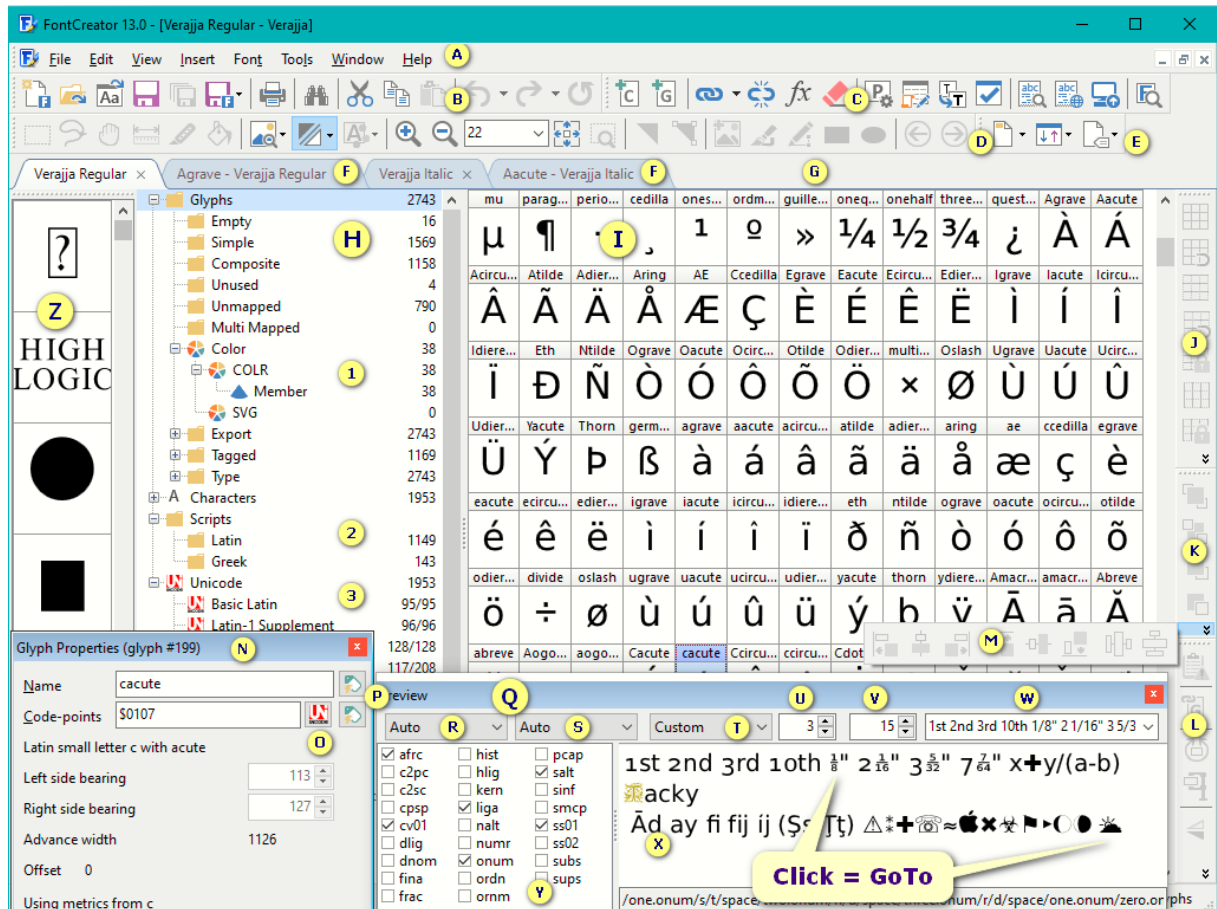 FontCreator 13.0 - [Verajja Regular - Verajja]
File Edit View Insert Font Tools Window Help A
B C
22 D E
Verajja Regular × Agrave - Verajja Regular F Verajja Italic × Aacute - Verajja Italic F G
Glyphs 2743
Empty 16
H
Simple 1569
Composite 1158
Unused 4
Unmapped 790
Multi Mapped 0
Color 38
COLR 38
1
Member 38
SVG 0
Export 2743
Tagged 1169
Type 2743
A Characters 1953
Scripts
2
Latin 1149
Greek 143
Unicode 1953
3
Basic Latin 95/95
Latin-1 Supplement 96/96
128/128
117/208
Z
HIGH
LOGIC
mu parag... perio... cedilla ones... ordm... guille... oneq... onehalf three... quest... Agrave Aacute
µ ¶ · I ¸ ¹ º » ¼ ½ ¾ ¿ À Á
Acircu... Atilde Adier... Aring AE Ccedilla Egrave Eacute Ecircu... Edier... Igrave Iacute Icircu...
Â Ã Ä Å Æ Ç È É Ê Ë Ì Í Î
Idiere... Eth Ntilde Ograve Oacute Ocirc... Otilde Odier... multi... Oslash Ugrave Uacute Ucirc...
Ï Ð Ñ Ò Ó Ô Õ Ö × Ø Ù Ú Û
Udier... Yacute Thorn germ... agrave aacute acircu... atilde adier... aring ae ccedilla egrave
Ü Ý Þ ß à á â ã ä å æ ç è
eacute ecircu... edier... igrave iacute icircu... idiere... eth ntilde ograve oacute ocircu... otilde
é ê ë ì í î ï ð ñ ò ó ô õ
odier... divide oslash ugrave uacute ucircu... udier... yacute thorn ydiere... Amacr... amacr... Abreve
ö ÷ ø ù ú û ü ý þ ÿ Ā ā Ă
abreve Aogo... aogo... Cacute cacute Ccircu... ccircu... Cdot
J
K
M
L
Glyph Properties (glyph #199) N
Name cacute
Code-points $0107
O
Latin small letter c with acute
Left side bearing 113
Right side bearing 127
Advance width 1126
Offset 0
Using metrics from c
P review Q U V W
Auto R Auto S Custom T 3 15 1st 2nd 3rd 10th 1/8" 2 1/16" 3 5/3
afrc hist pcap
c2pc hlig salt
c2sc kern sinf
cpsp liga smcp
cv01 nalt ss01
dlig numr ss02
dnom onum subs
fina ordn sups
frac ornm Y
1st 2nd 3rd 10th ⅛" 2 1/16" 3 5/32" 7 7/64" x+y/(a-b)
acky
Ād ay fi fij ij (Şş Ţţ)
X
Click = GoTo